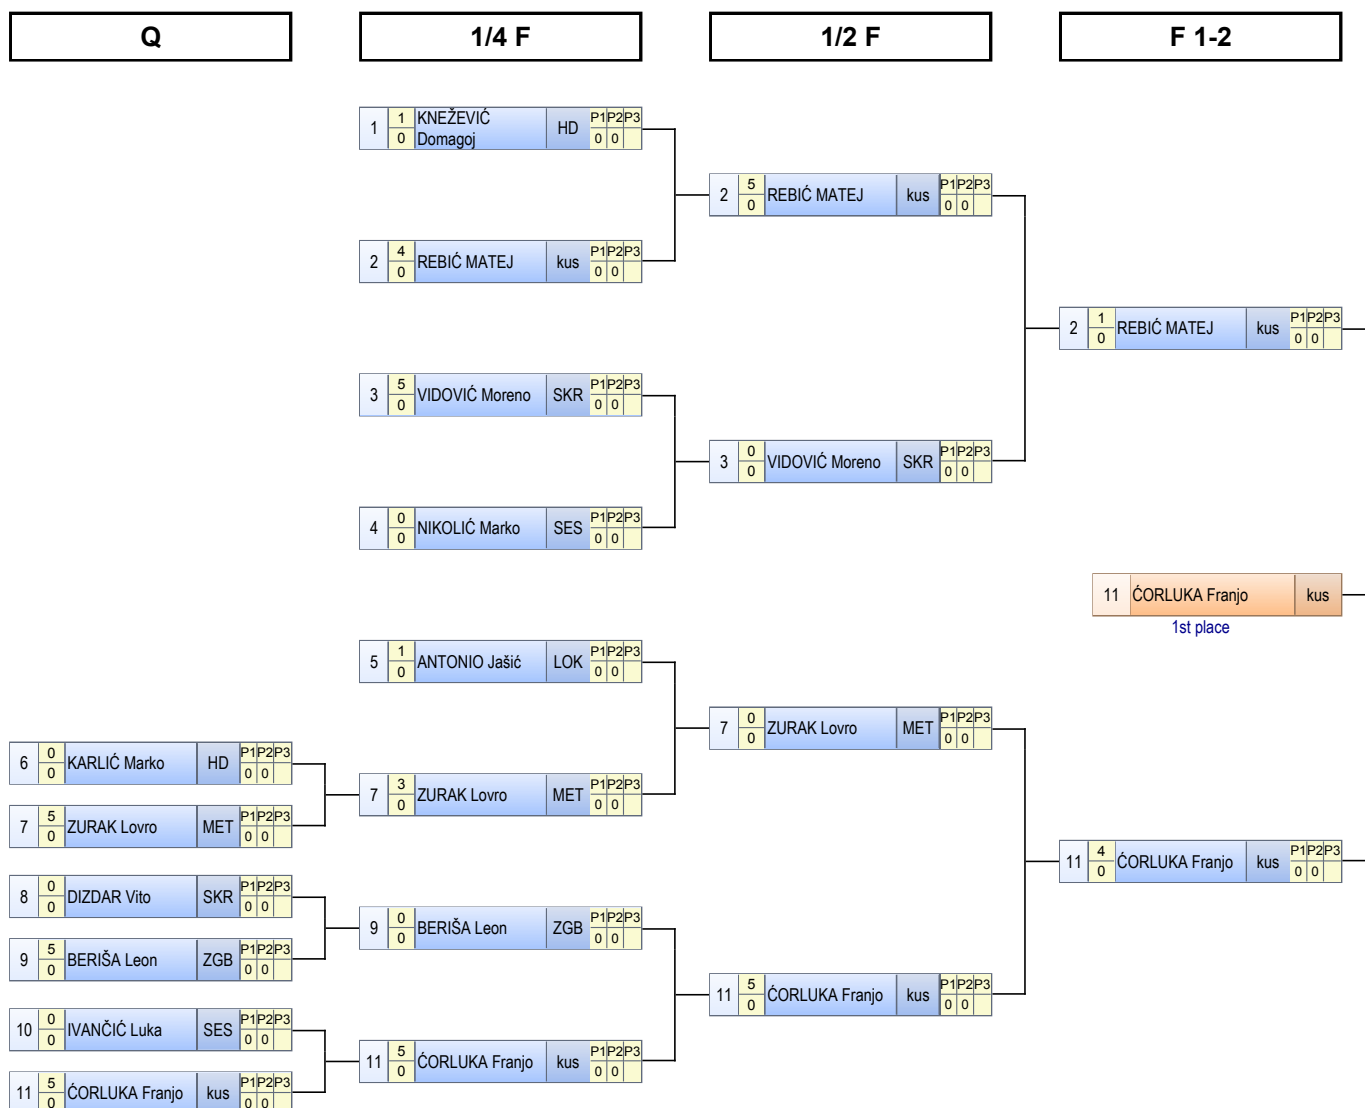 Q 1/4 F 1/2 F F 1-2
1 1 0 KNEŽEVIĆ Domagoj HD P1 P2 P3 0 0
2 4 0 REBIĆ MATEJ kus P1 P2 P3 0 0
3 5 0 VIDOVIĆ Moreno SKR P1 P2 P3 0 0
4 0 0 NIKOLIĆ Marko SES P1 P2 P3 0 0
5 1 0 ANTONIO Jašić LOK P1 P2 P3 0 0
6 0 0 KARLIĆ Marko HD P1 P2 P3 0 0
7 5 0 ZURAK Lovro MET P1 P2 P3 0 0
7 3 0 ZURAK Lovro MET P1 P2 P3 0 0
8 0 0 DIZDAR Vito SKR P1 P2 P3 0 0
9 5 0 BERIŠA Leon ZGB P1 P2 P3 0 0
9 0 0 BERIŠA Leon ZGB P1 P2 P3 0 0
10 0 0 IVANČIĆ Luka SES P1 P2 P3 0 0
11 5 0 ĆORLUKA Franjo kus P1 P2 P3 0 0
11 5 0 ĆORLUKA Franjo kus P1 P2 P3 0 0
2 5 0 REBIĆ MATEJ kus P1 P2 P3 0 0
3 0 0 VIDOVIĆ Moreno SKR P1 P2 P3 0 0
7 0 0 ZURAK Lovro MET P1 P2 P3 0 0
11 5 0 ĆORLUKA Franjo kus P1 P2 P3 0 0
2 1 0 REBIĆ MATEJ kus P1 P2 P3 0 0
11 ĆORLUKA Franjo kus
1st place
11 4 0 ĆORLUKA Franjo kus P1 P2 P3 0 0